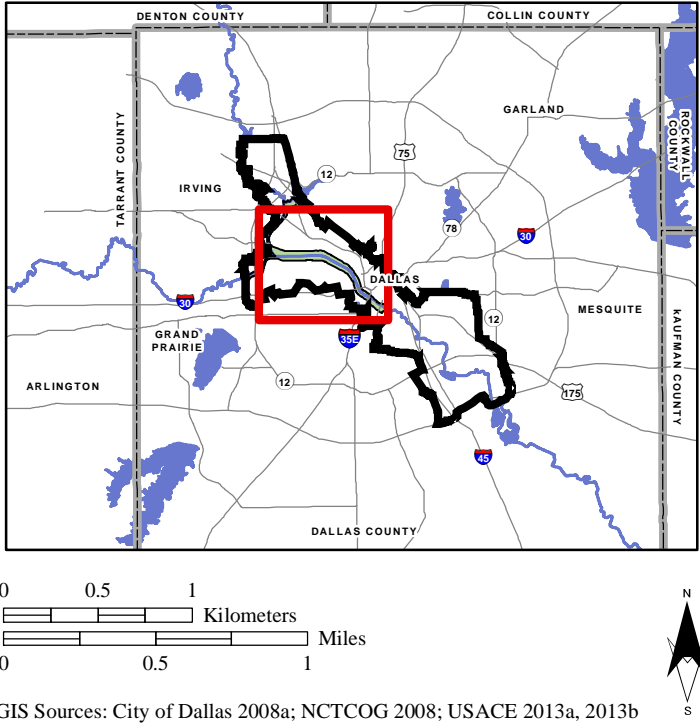 DENTON COUNTY
COLLIN COUNTY
TARRANT COUNTY
ROCKWALL
COUNTY
GARLAND
75
12
IRVING
78
30
DALLAS
30
12
MESQUITE
GRAND
PRAIRIE
35E
KAUFMAN COUNTY
ARLINGTON
12
175
45
DALLAS COUNTY
0 0.5 1
Kilometers
Miles
0 0.5 1
N
S
GIS Sources: City of Dallas 2008a; NCTCOG 2008; USACE 2013a, 2013b